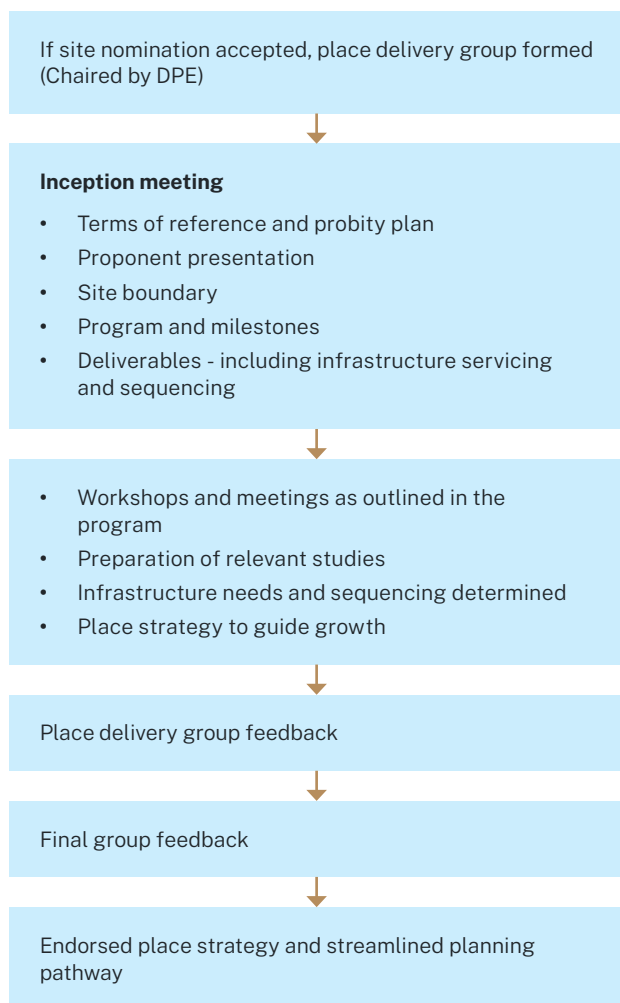 If site nomination accepted, place delivery group formed
(Chaired by DPE)
Inception meeting
• Terms of reference and probity plan
• Proponent presentation
• Site boundary
• Program and milestones
• Deliverables - including infrastructure servicing
and sequencing
• Workshops and meetings as outlined in the
program
• Preparation of relevant studies
• Infrastructure needs and sequencing determined
• Place strategy to guide growth
Place delivery group feedback
Final group feedback
Endorsed place strategy and streamlined planning
pathway